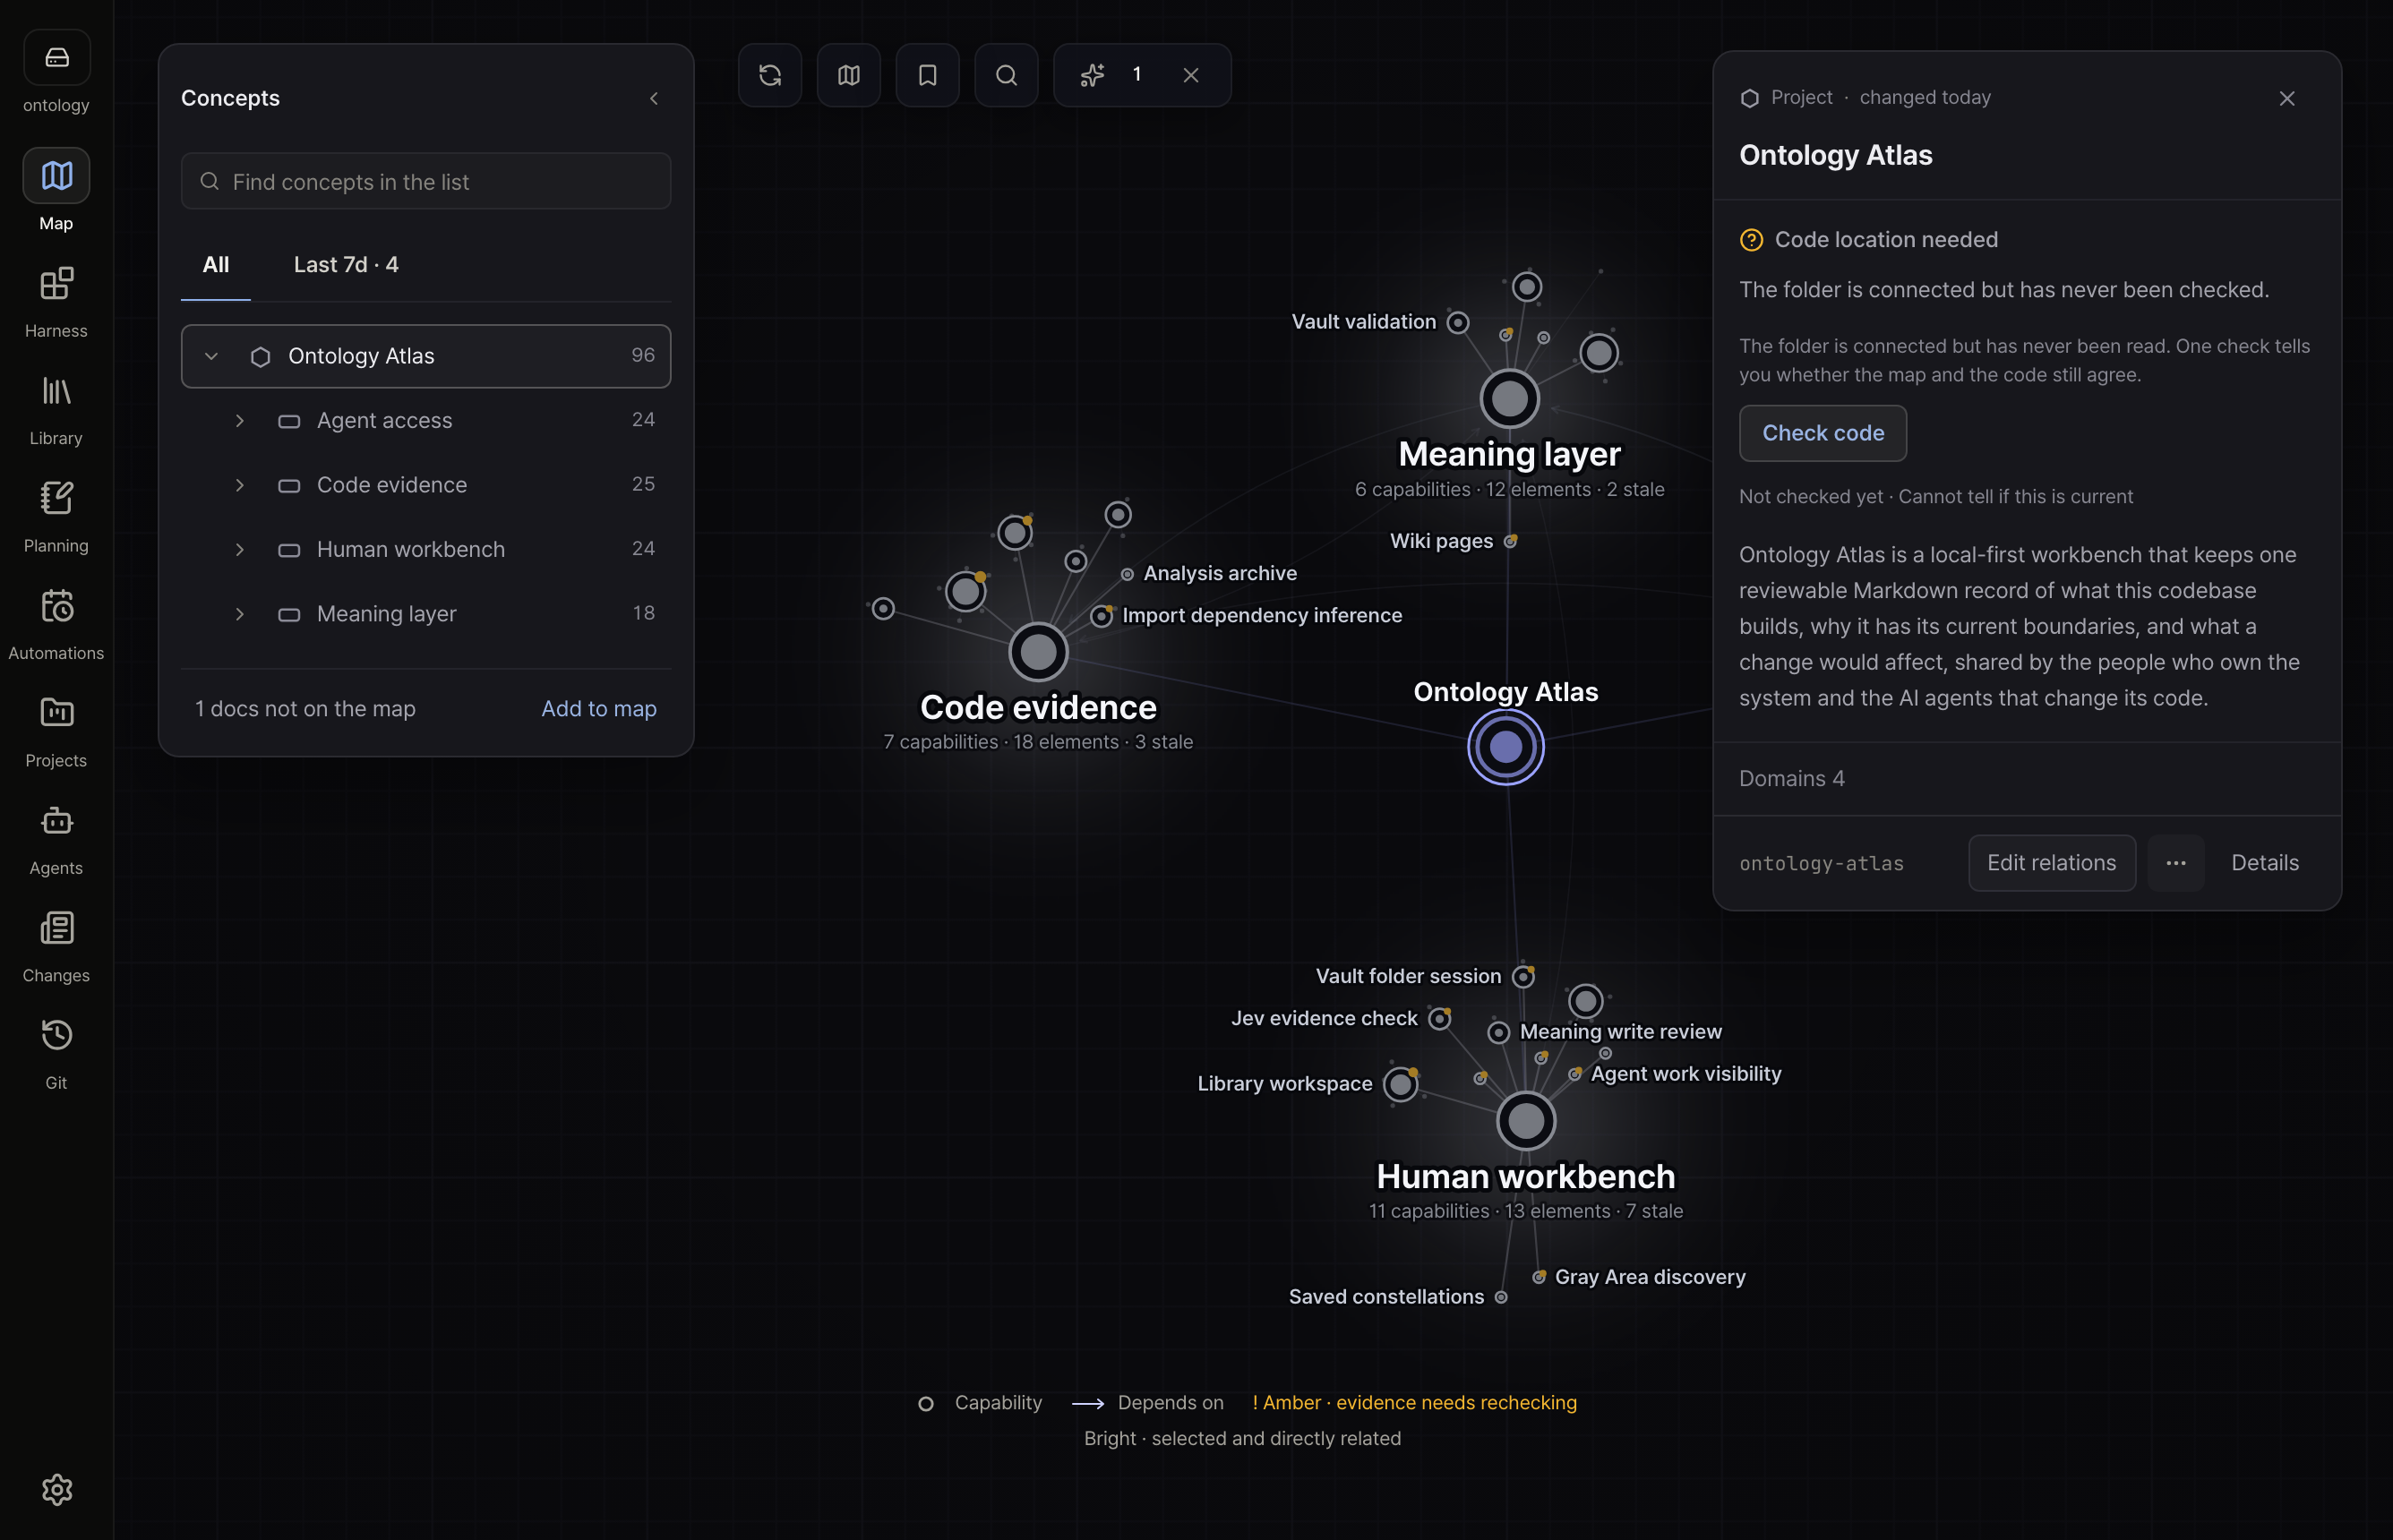 ontology
Map
Harness
Library
Planning
Automations
Projects
Agents
Changes
Git
Concepts
Find concepts in the list
All
Last 7d · 4
Ontology Atlas 96
Agent access 24
Code evidence 25
Human workbench 24
Meaning layer 18
1 docs not on the map
Add to map
1
Vault validation
Meaning layer
6 capabilities · 12 elements · 2 stale
Wiki pages
Analysis archive
Import dependency inference
Code evidence
7 capabilities · 18 elements · 3 stale
Ontology Atlas
Vault folder session
Jev evidence check
Meaning write review
Agent work visibility
Library workspace
Human workbench
11 capabilities · 13 elements · 7 stale
Gray Area discovery
Saved constellations
Capability
Depends on
! Amber · evidence needs rechecking
Bright · selected and directly related
Project · changed today
Ontology Atlas
Code location needed
The folder is connected but has never been checked.
The folder is connected but has never been read. One check tells
you whether the map and the code still agree.
Check code
Not checked yet · Cannot tell if this is current
Ontology Atlas is a local-first workbench that keeps one
reviewable Markdown record of what this codebase
builds, why it has its current boundaries, and what a
change would affect, shared by the people who own the
system and the AI agents that change its code.
Domains 4
ontology-atlas
Edit relations
Details